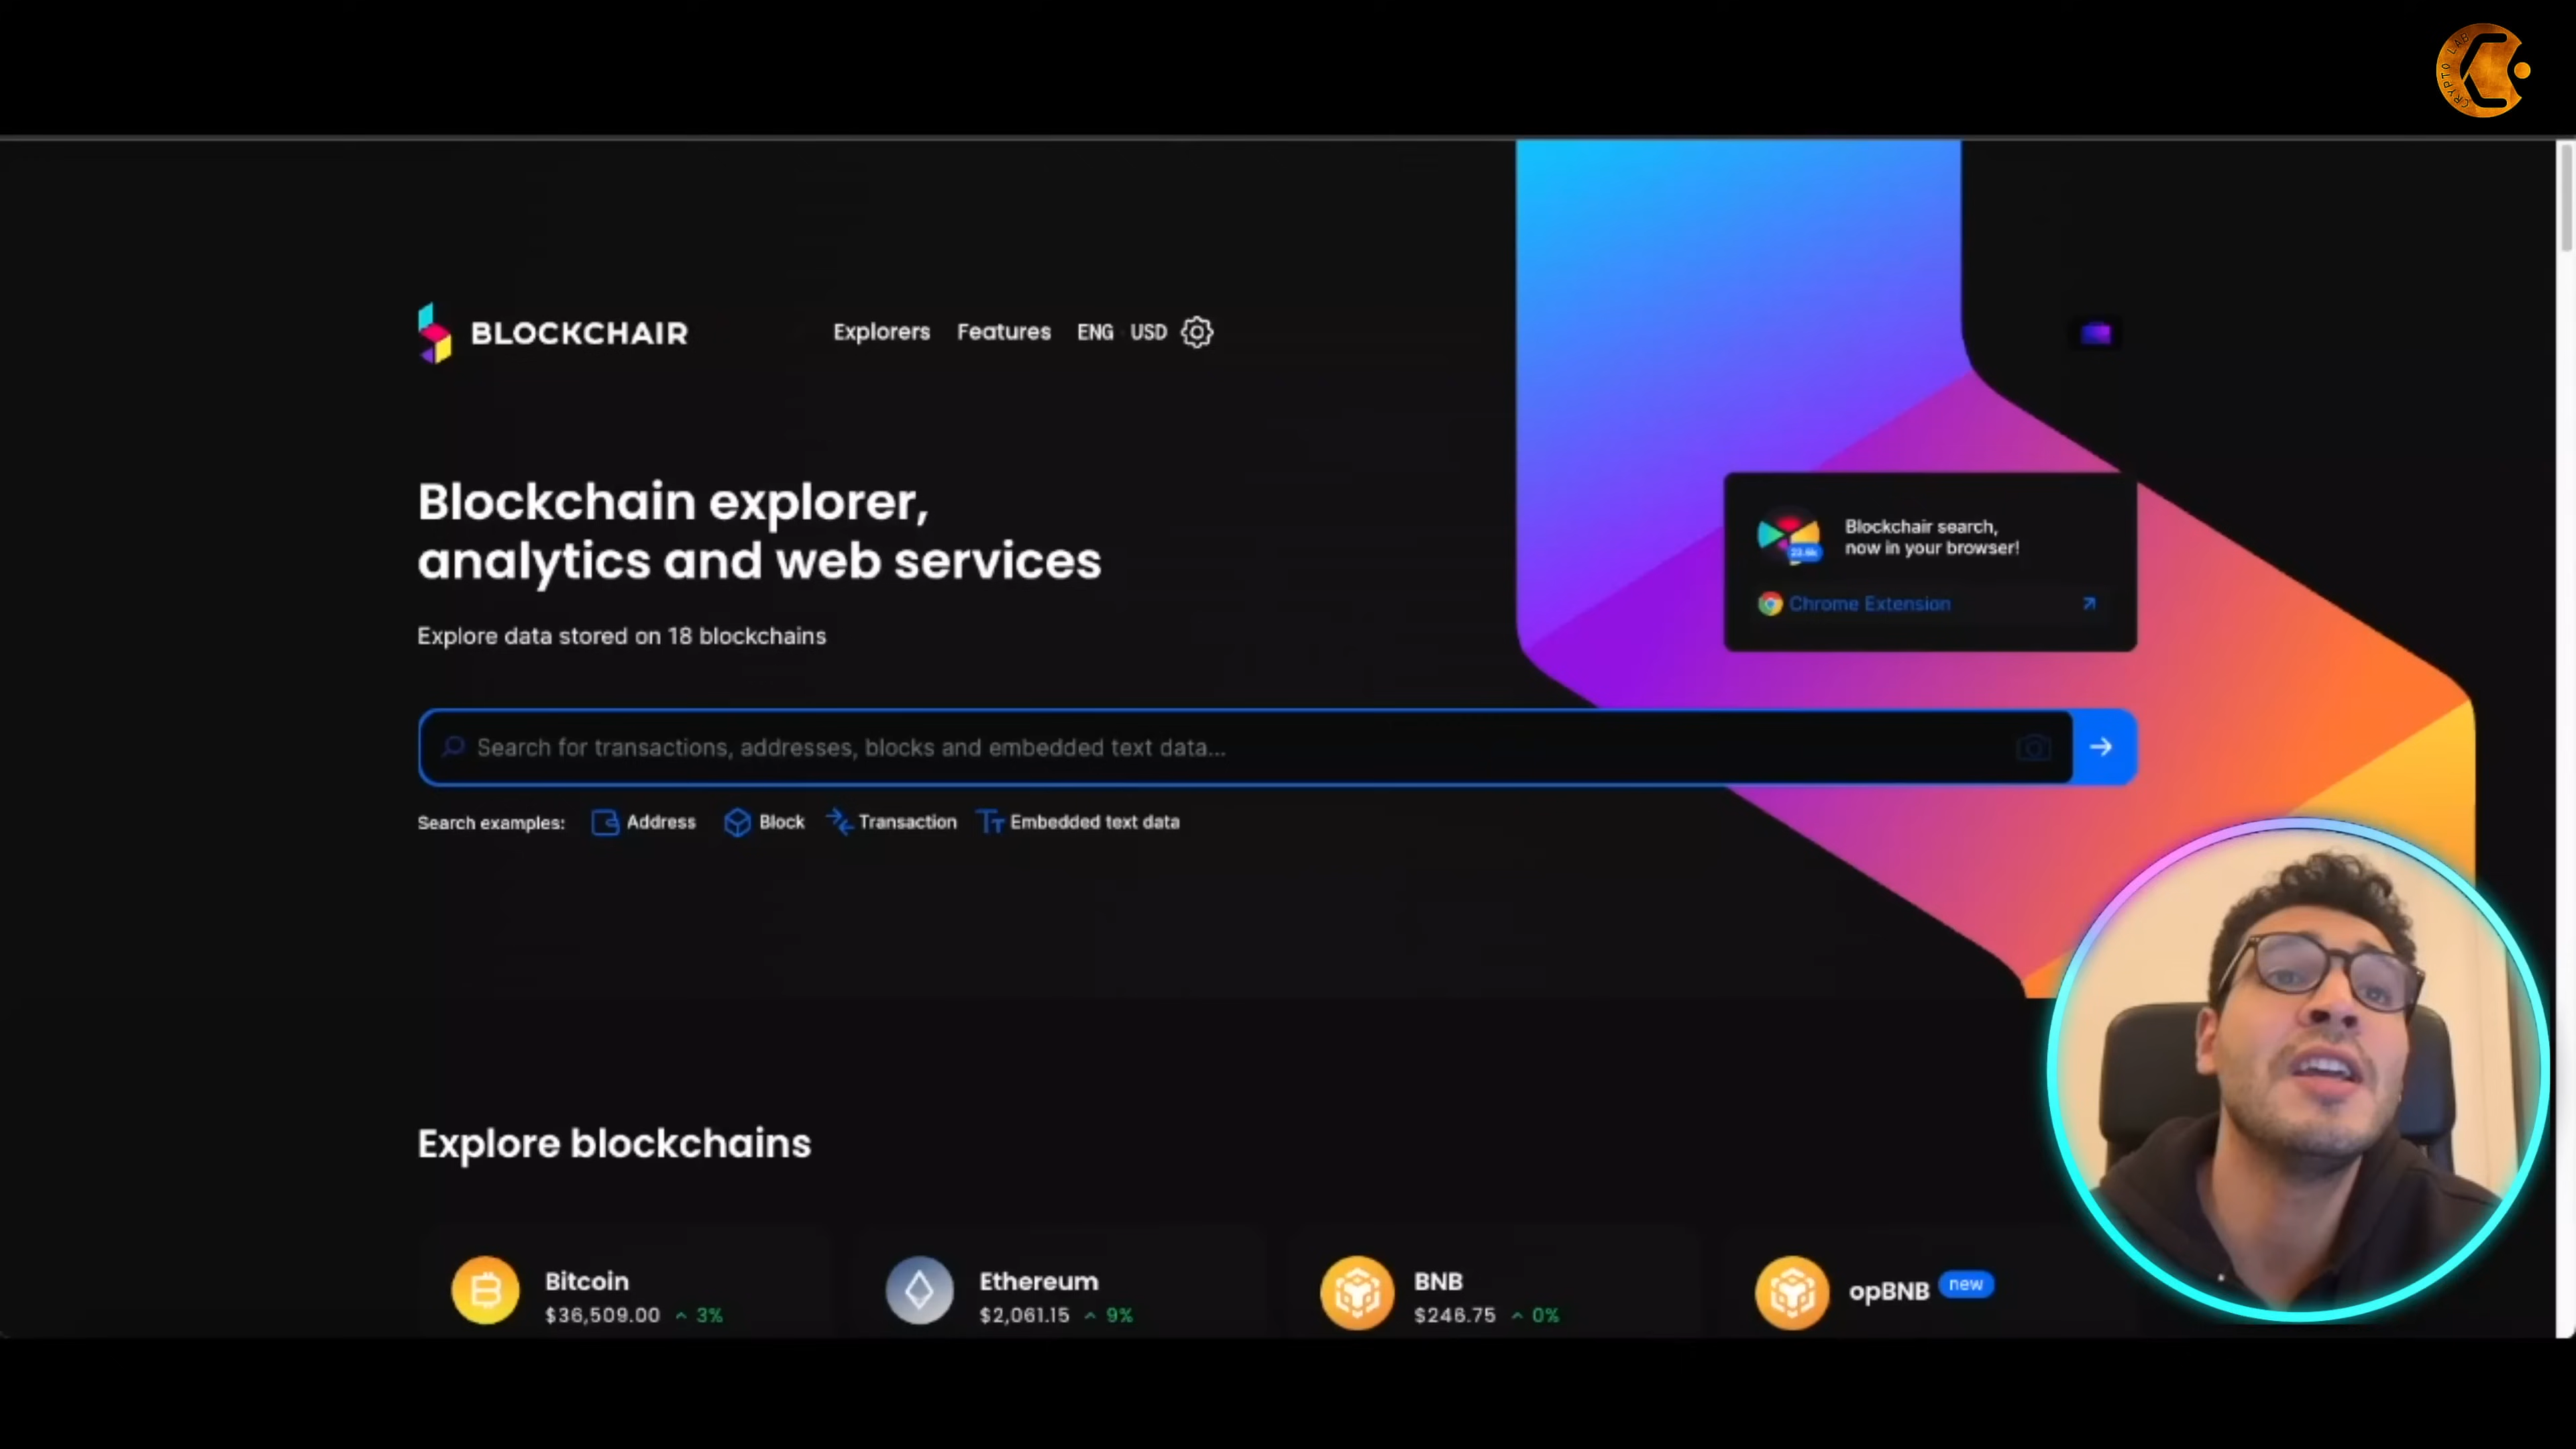 CRYPTO LAB
BLOCKCHAIR
Explorers Features ENG USD
Blockchain explorer,
analytics and web services
Explore data stored on 18 blockchains
Blockchair search,
now in your browser!
Chrome Extension
Search for transactions, addresses, blocks and embedded text data...
Search examples: Address Block Transaction Embedded text data
Explore blockchains
Bitcoin
$36,509.00 3%
Ethereum
$2,061.15 9%
BNB
$246.75 0%
opBNB new